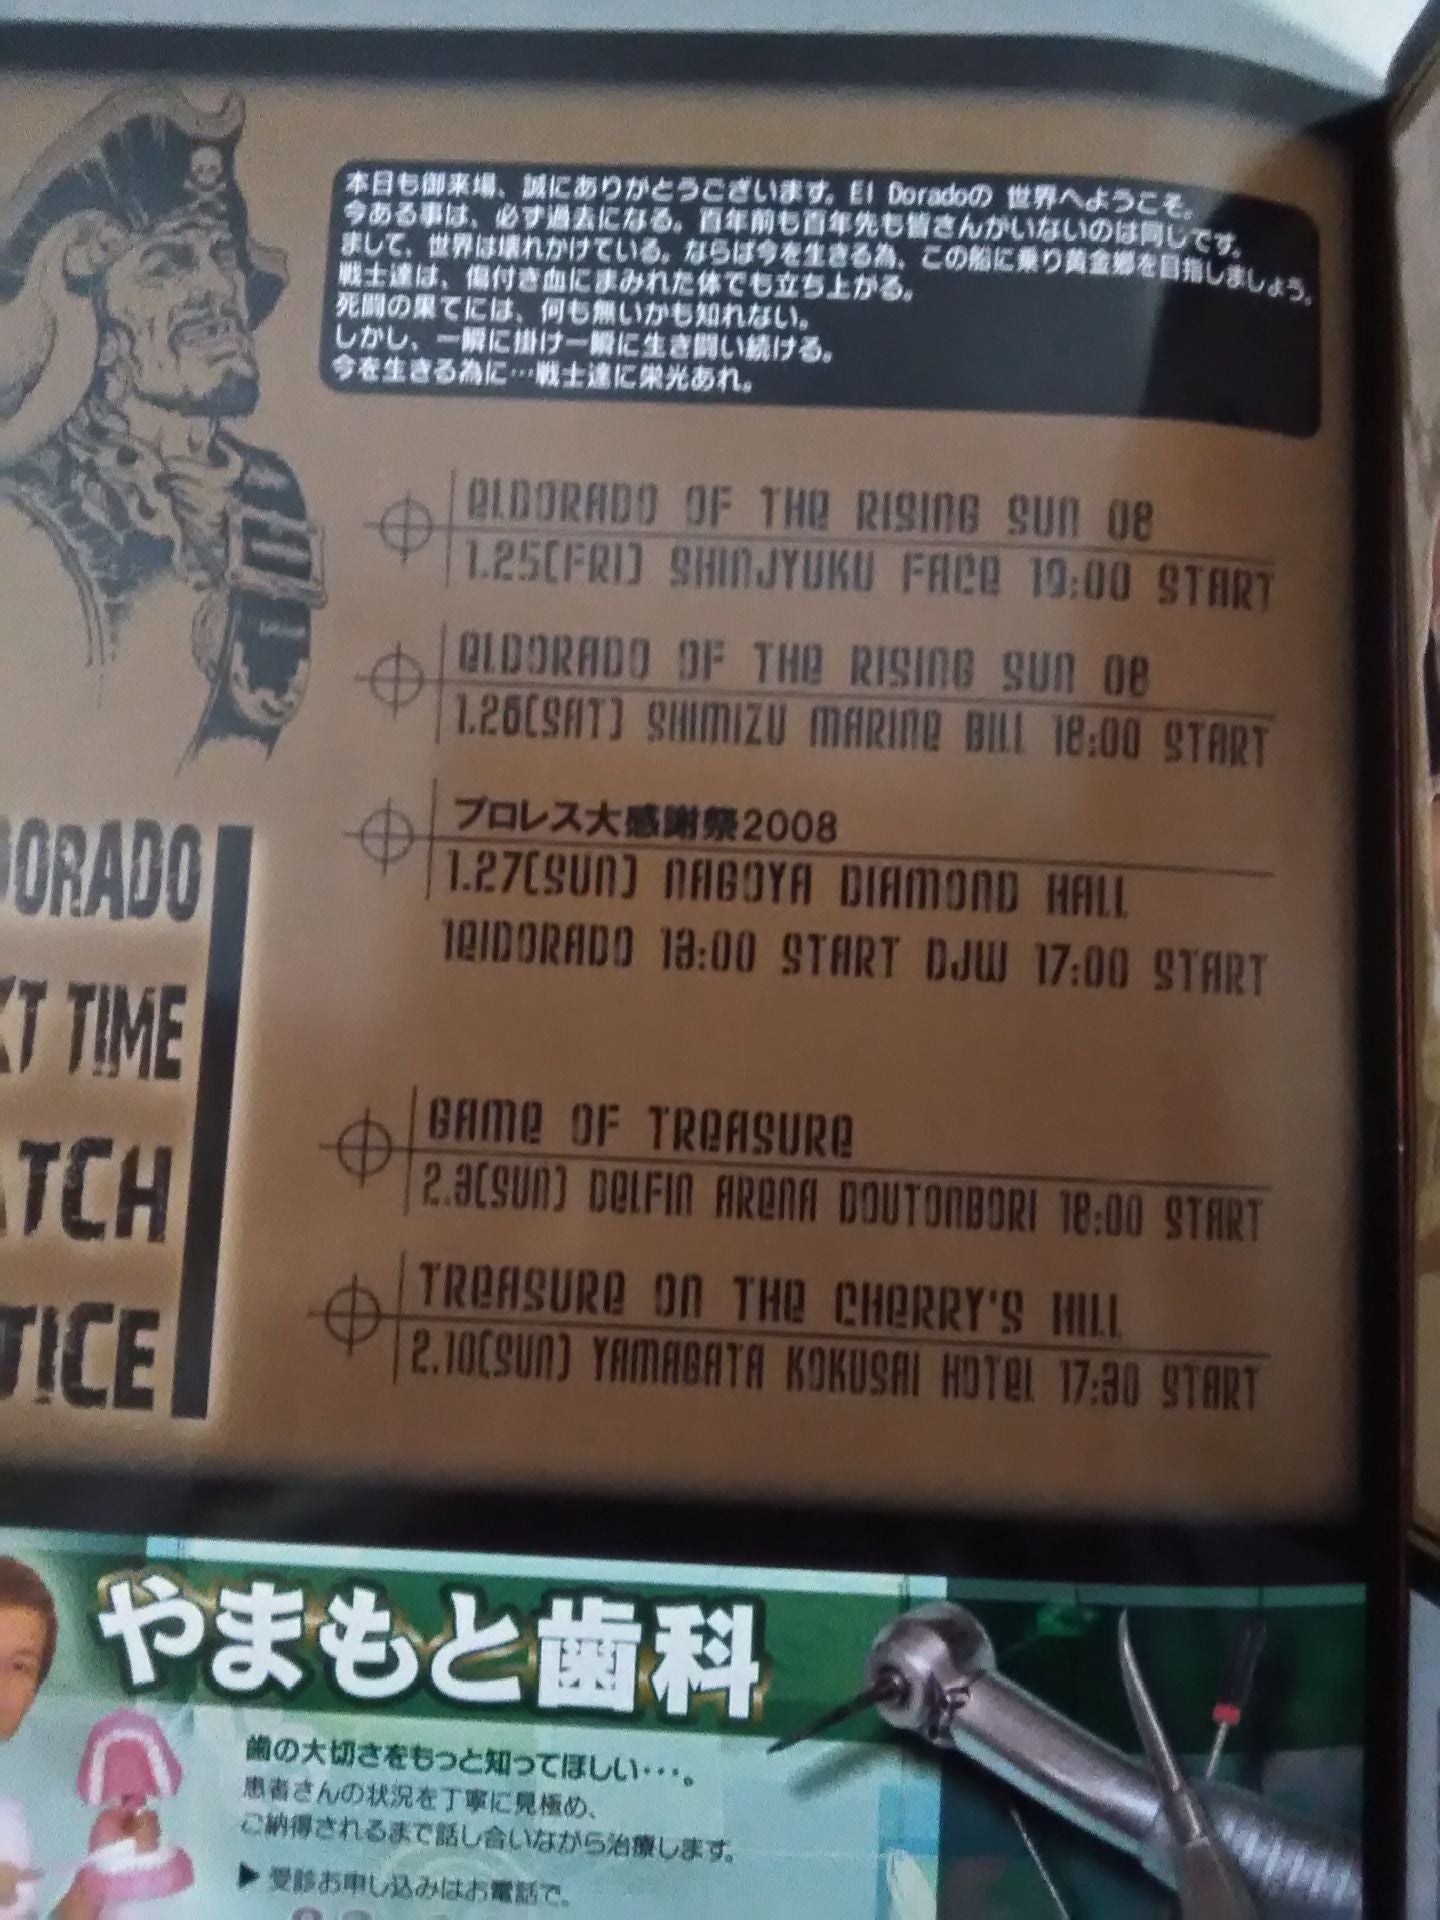 本日も御来場、誠にありがとうございます。El Doradoの 世界へようこそ。
今ある事は、必ず過去になる。百年前も百年先も皆さんがいないのは同じです。
まして、世界は壊れかけている。ならば今を生きる為、この船に乗り黄金郷を目指しましょう。
戦士達は、傷付き血にまみれた体でも立ち上がる。
死闘の果てには、何も無いかも知れない。
しかし、一瞬に掛け一瞬に生き闘い続ける。
今を生きる為に…戦士達に栄光あれ。
eLDORADO OF THe RISING SUN 08
1.25(FRI) SHINJYUKU FACe 19:00 START
eLDORADO OF THe RISING SUN 08
1.26(SAT) SHIMIZU MARINe BILL 18:00 START
プロレス大感謝祭2008
1.27(SUN) NAGOYA DIAMOND HALL
1elDORADO 13:00 START DJW 17:00 START
GAMe OF TReASURe
2.3(SUN) DeLFIN ARENA DOUTONBORI 18:00 START
TReASURe ON THe CHeRRY'S HILL
2.10(SUN) YAMAGATA KOKUSAI HOTeL 17:30 START
DORADO
XT TIME
ATCH
TICE
やまもと歯科
歯の大切さをもっと知ってほしい・・・。
患者さんの状況を丁寧に見極め、
ご納得されるまで話し合いながら治療します。
▶ 受診お申し込みはお電話で。